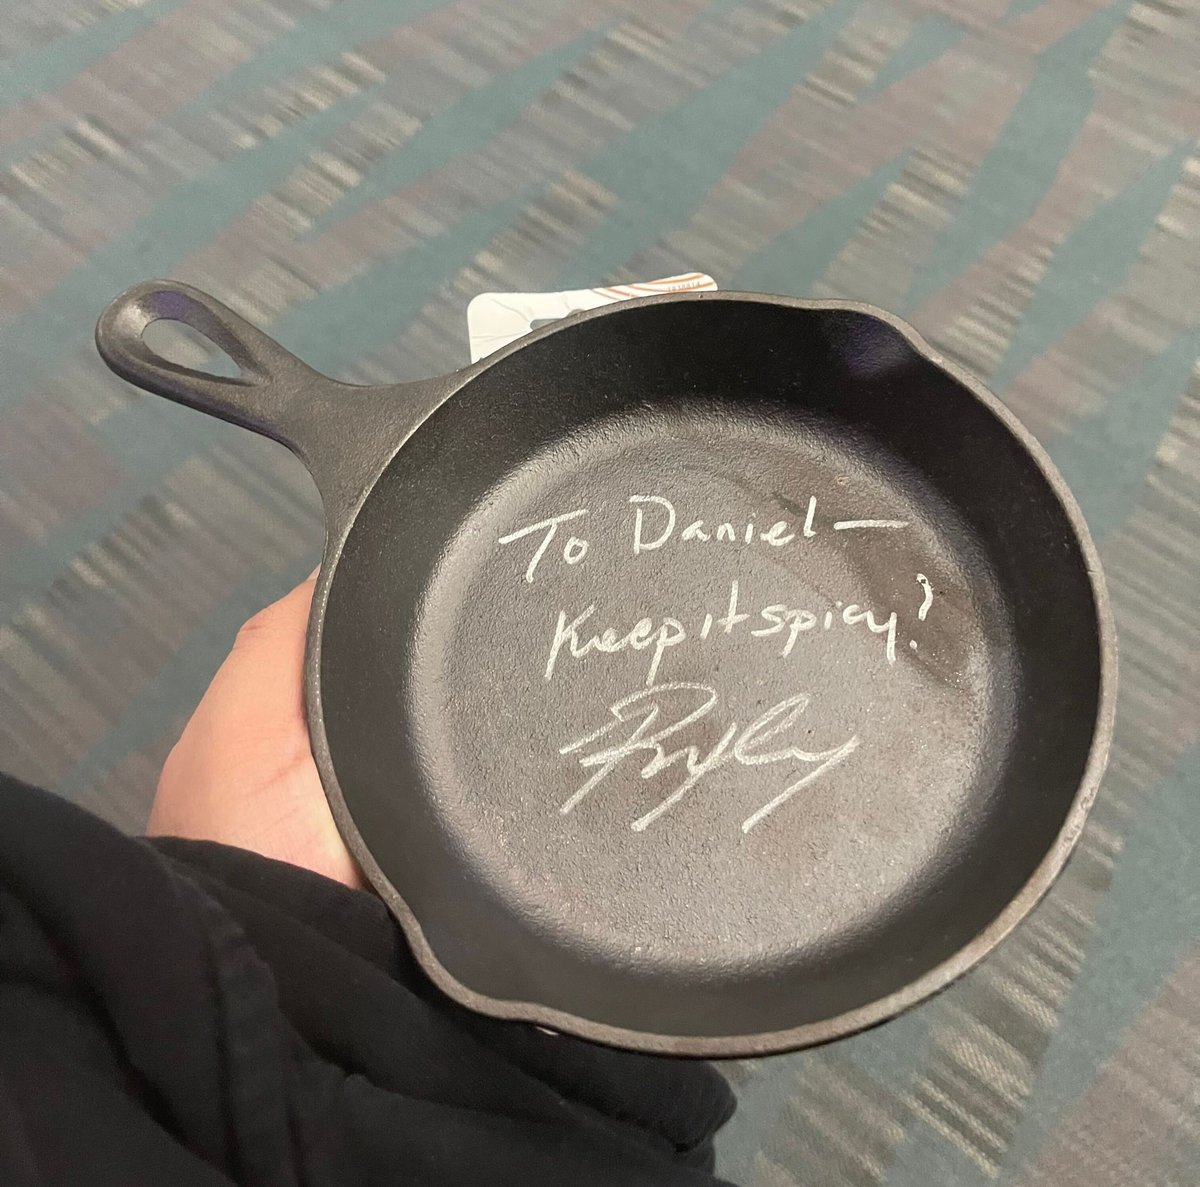 To Daniel —
Keep it spicy!